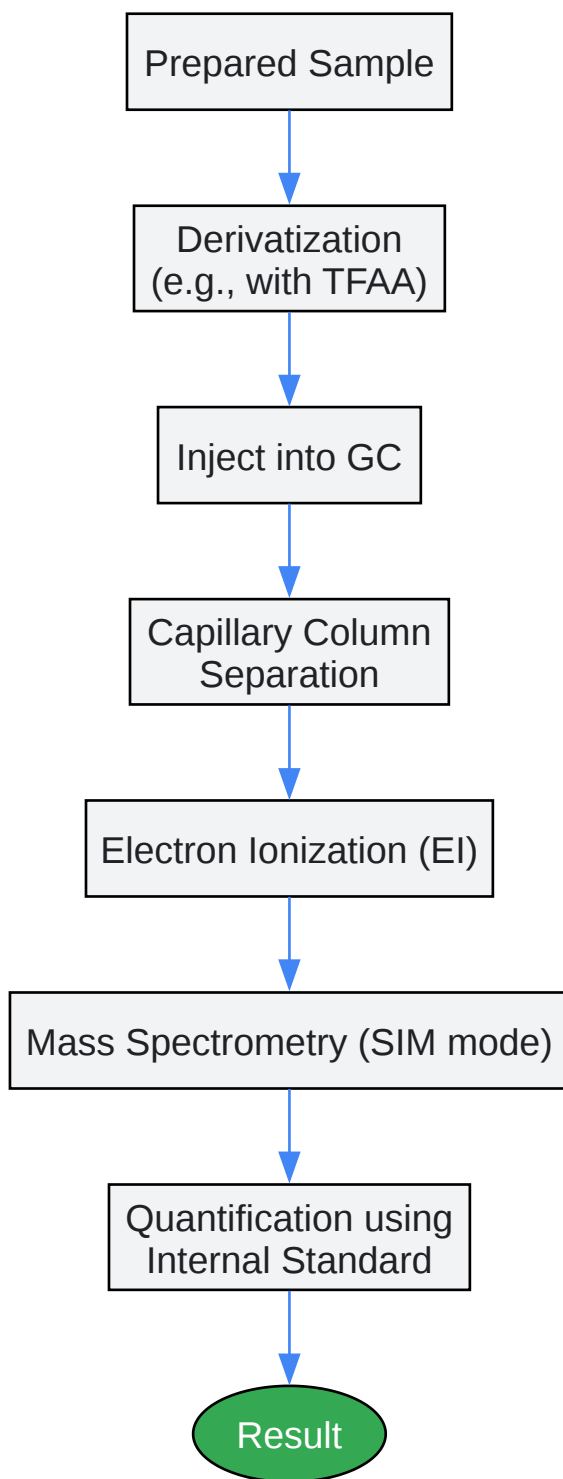 Prepared Sample
Derivatization
(e.g., with TFAA)
Inject into GC
Capillary Column
Separation
Electron Ionization (EI)
Mass Spectrometry (SIM mode)
Quantification using
Internal Standard
Result